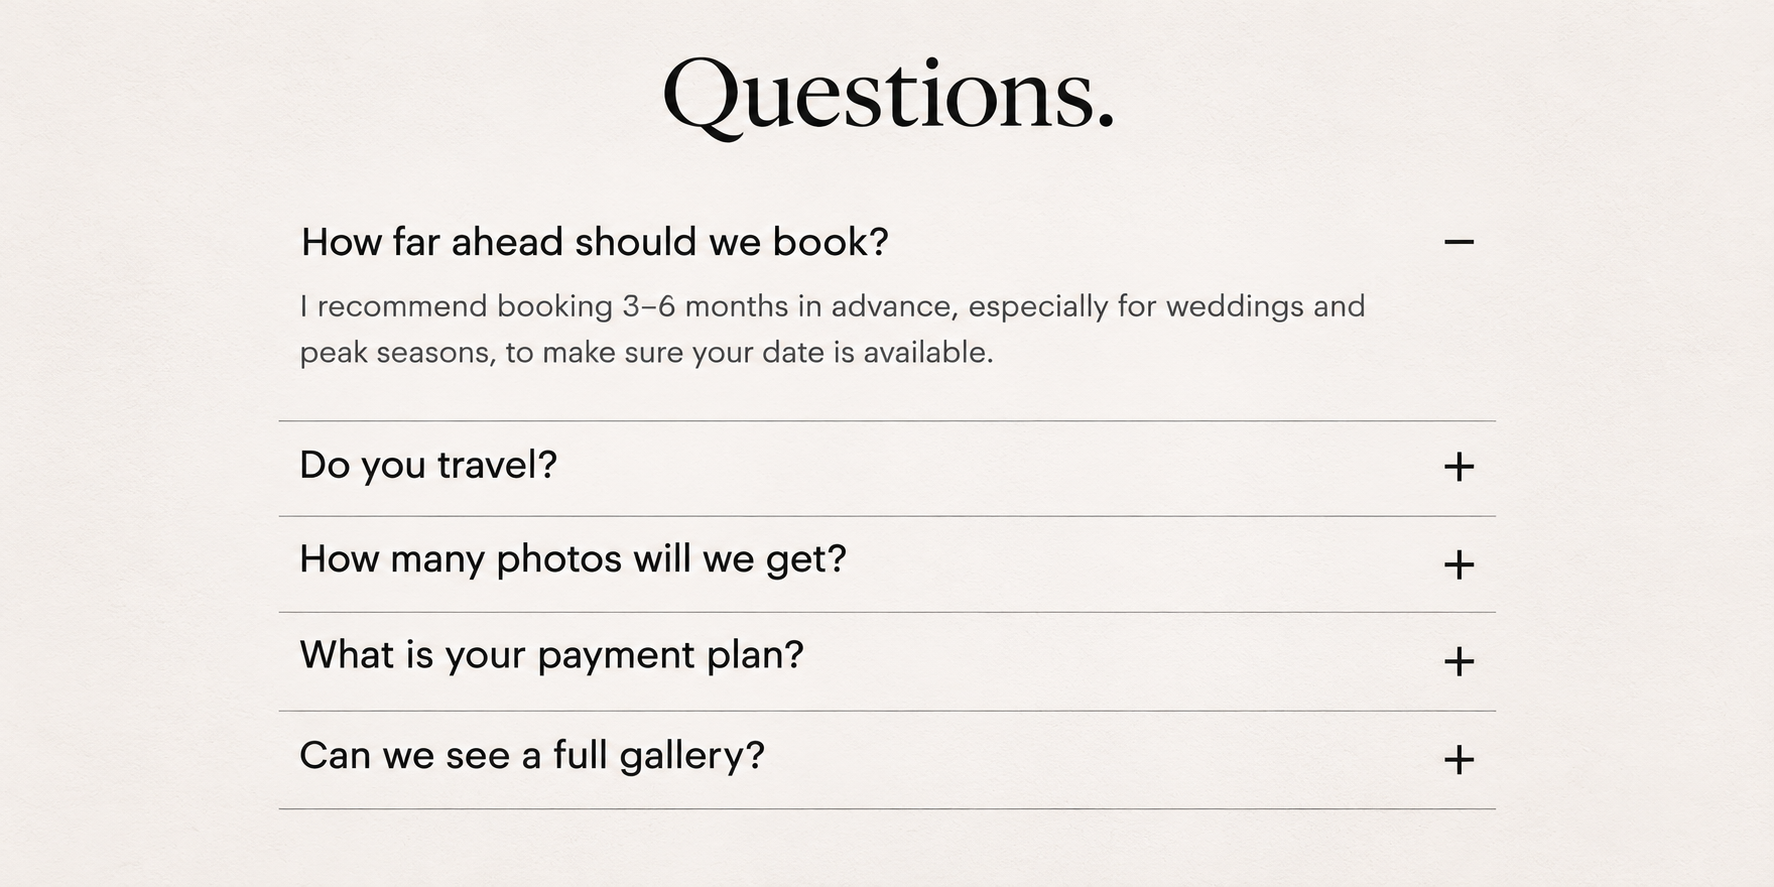 Questions.
How far ahead should we book?
I recommend booking 3–6 months in advance, especially for weddings and
peak seasons, to make sure your date is available.
Do you travel?
How many photos will we get?
What is your payment plan?
Can we see a full gallery?